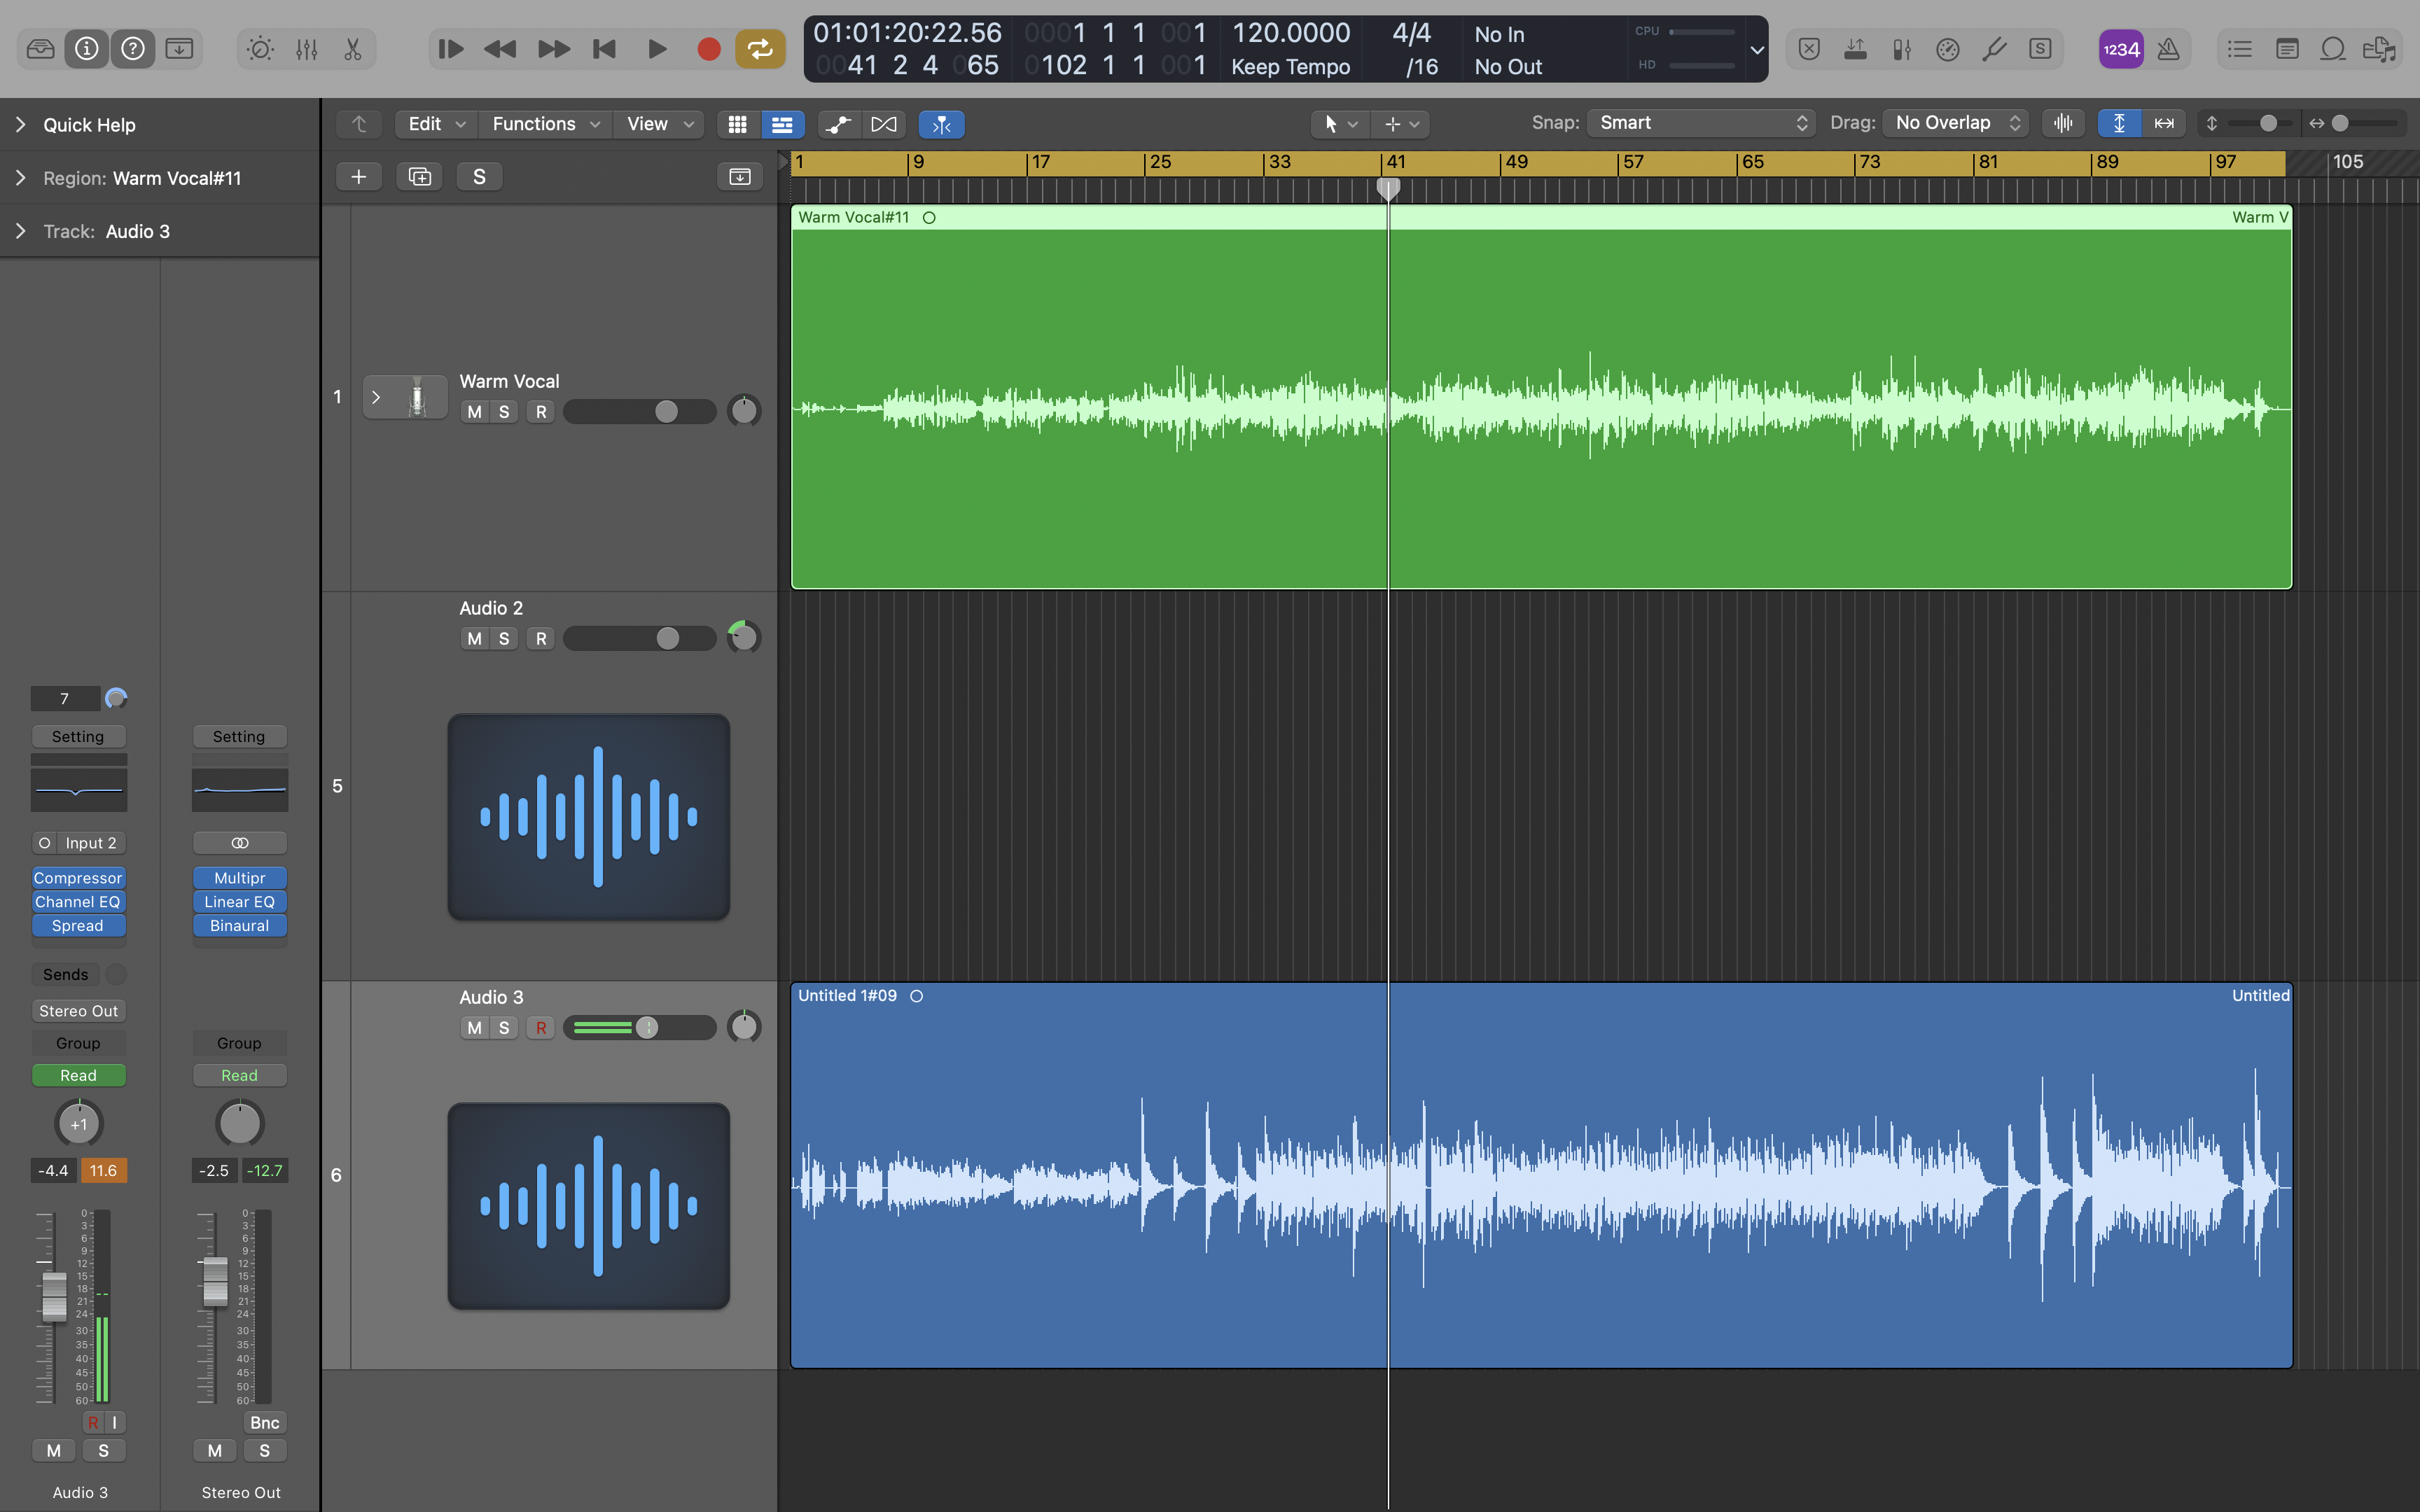 01:01:20:22.56 0001 1 1 001 120.0000 4/4 No In CPU
0041 2 4 065 0102 1 1 001 Keep Tempo /16 No Out HD
1234
S
Quick Help
Edit Functions View
Snap: Smart Drag: No Overlap
Region: Warm Vocal#11
S
1 9 17 25 33 41 49 57 65 73 81 89 97 105
Track: Audio 3
Warm Vocal#11 Warm V
1 Warm Vocal
M S R
Audio 2
M S R
5
Audio 3
M S R
6
Untitled 1#09 Untitled
7
Setting Setting
Input 2
Compressor Multipr
Channel EQ Linear EQ
Spread Binaural
Sends
Stereo Out
Group Group
Read Read
+1
-4.4 11.6 -2.5 -12.7
0 0
3 3
6 6
9 9
12 12
15 15
18 18
21 21
24 24
30 30
35 35
40 40
45 45
50 50
60 60
R I Bnc
M S M S
Audio 3 Stereo Out